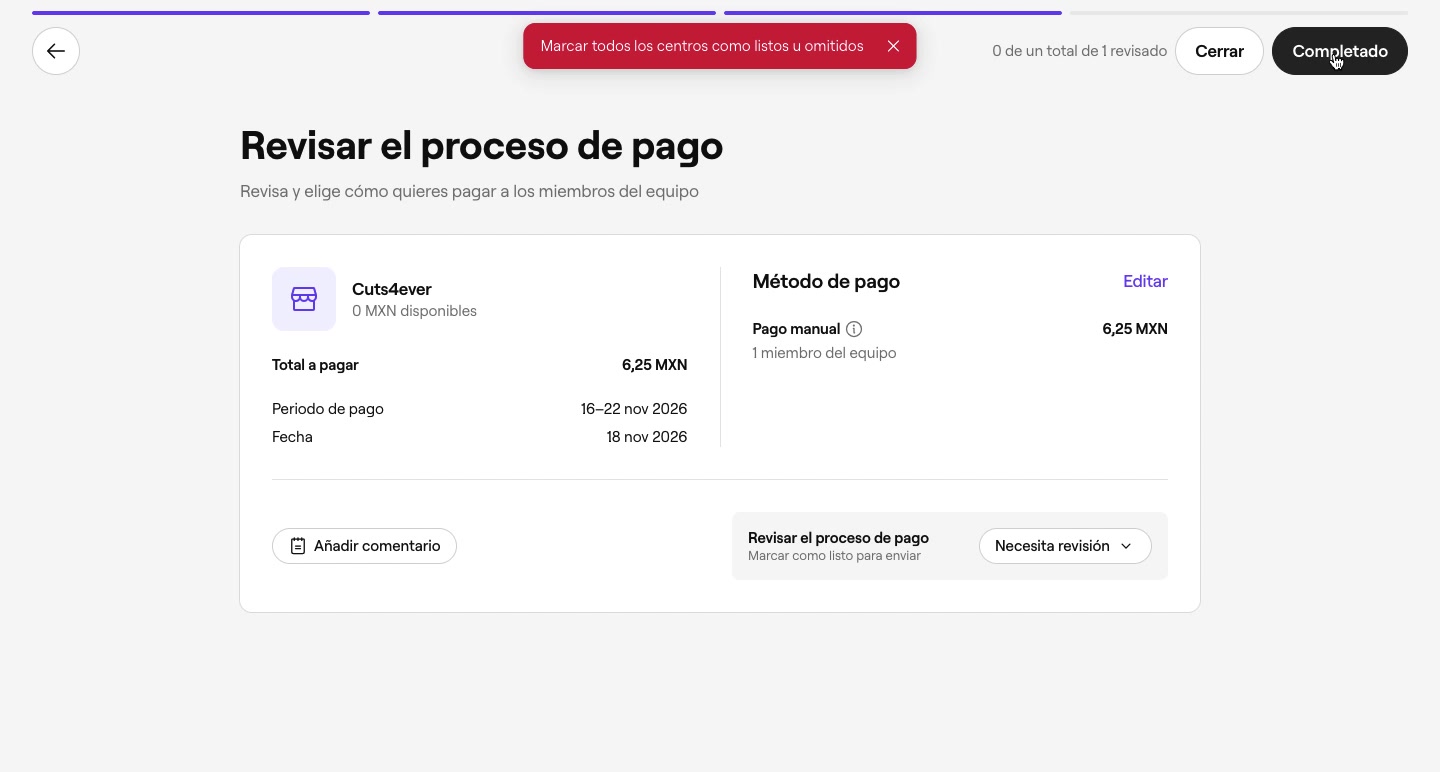 Marcar todos los centros como listos u omitidos
0 de un total de 1 revisado
Cerrar
Completado
Revisar el proceso de pago
Revisa y elige cómo quieres pagar a los miembros del equipo
Cuts4ever
0 MXN disponibles
Total a pagar 6,25 MXN
Periodo de pago 16–22 nov 2026
Fecha 18 nov 2026
Método de pago Editar
Pago manual 6,25 MXN
1 miembro del equipo
Añadir comentario
Revisar el proceso de pago
Marcar como listo para enviar
Necesita revisión